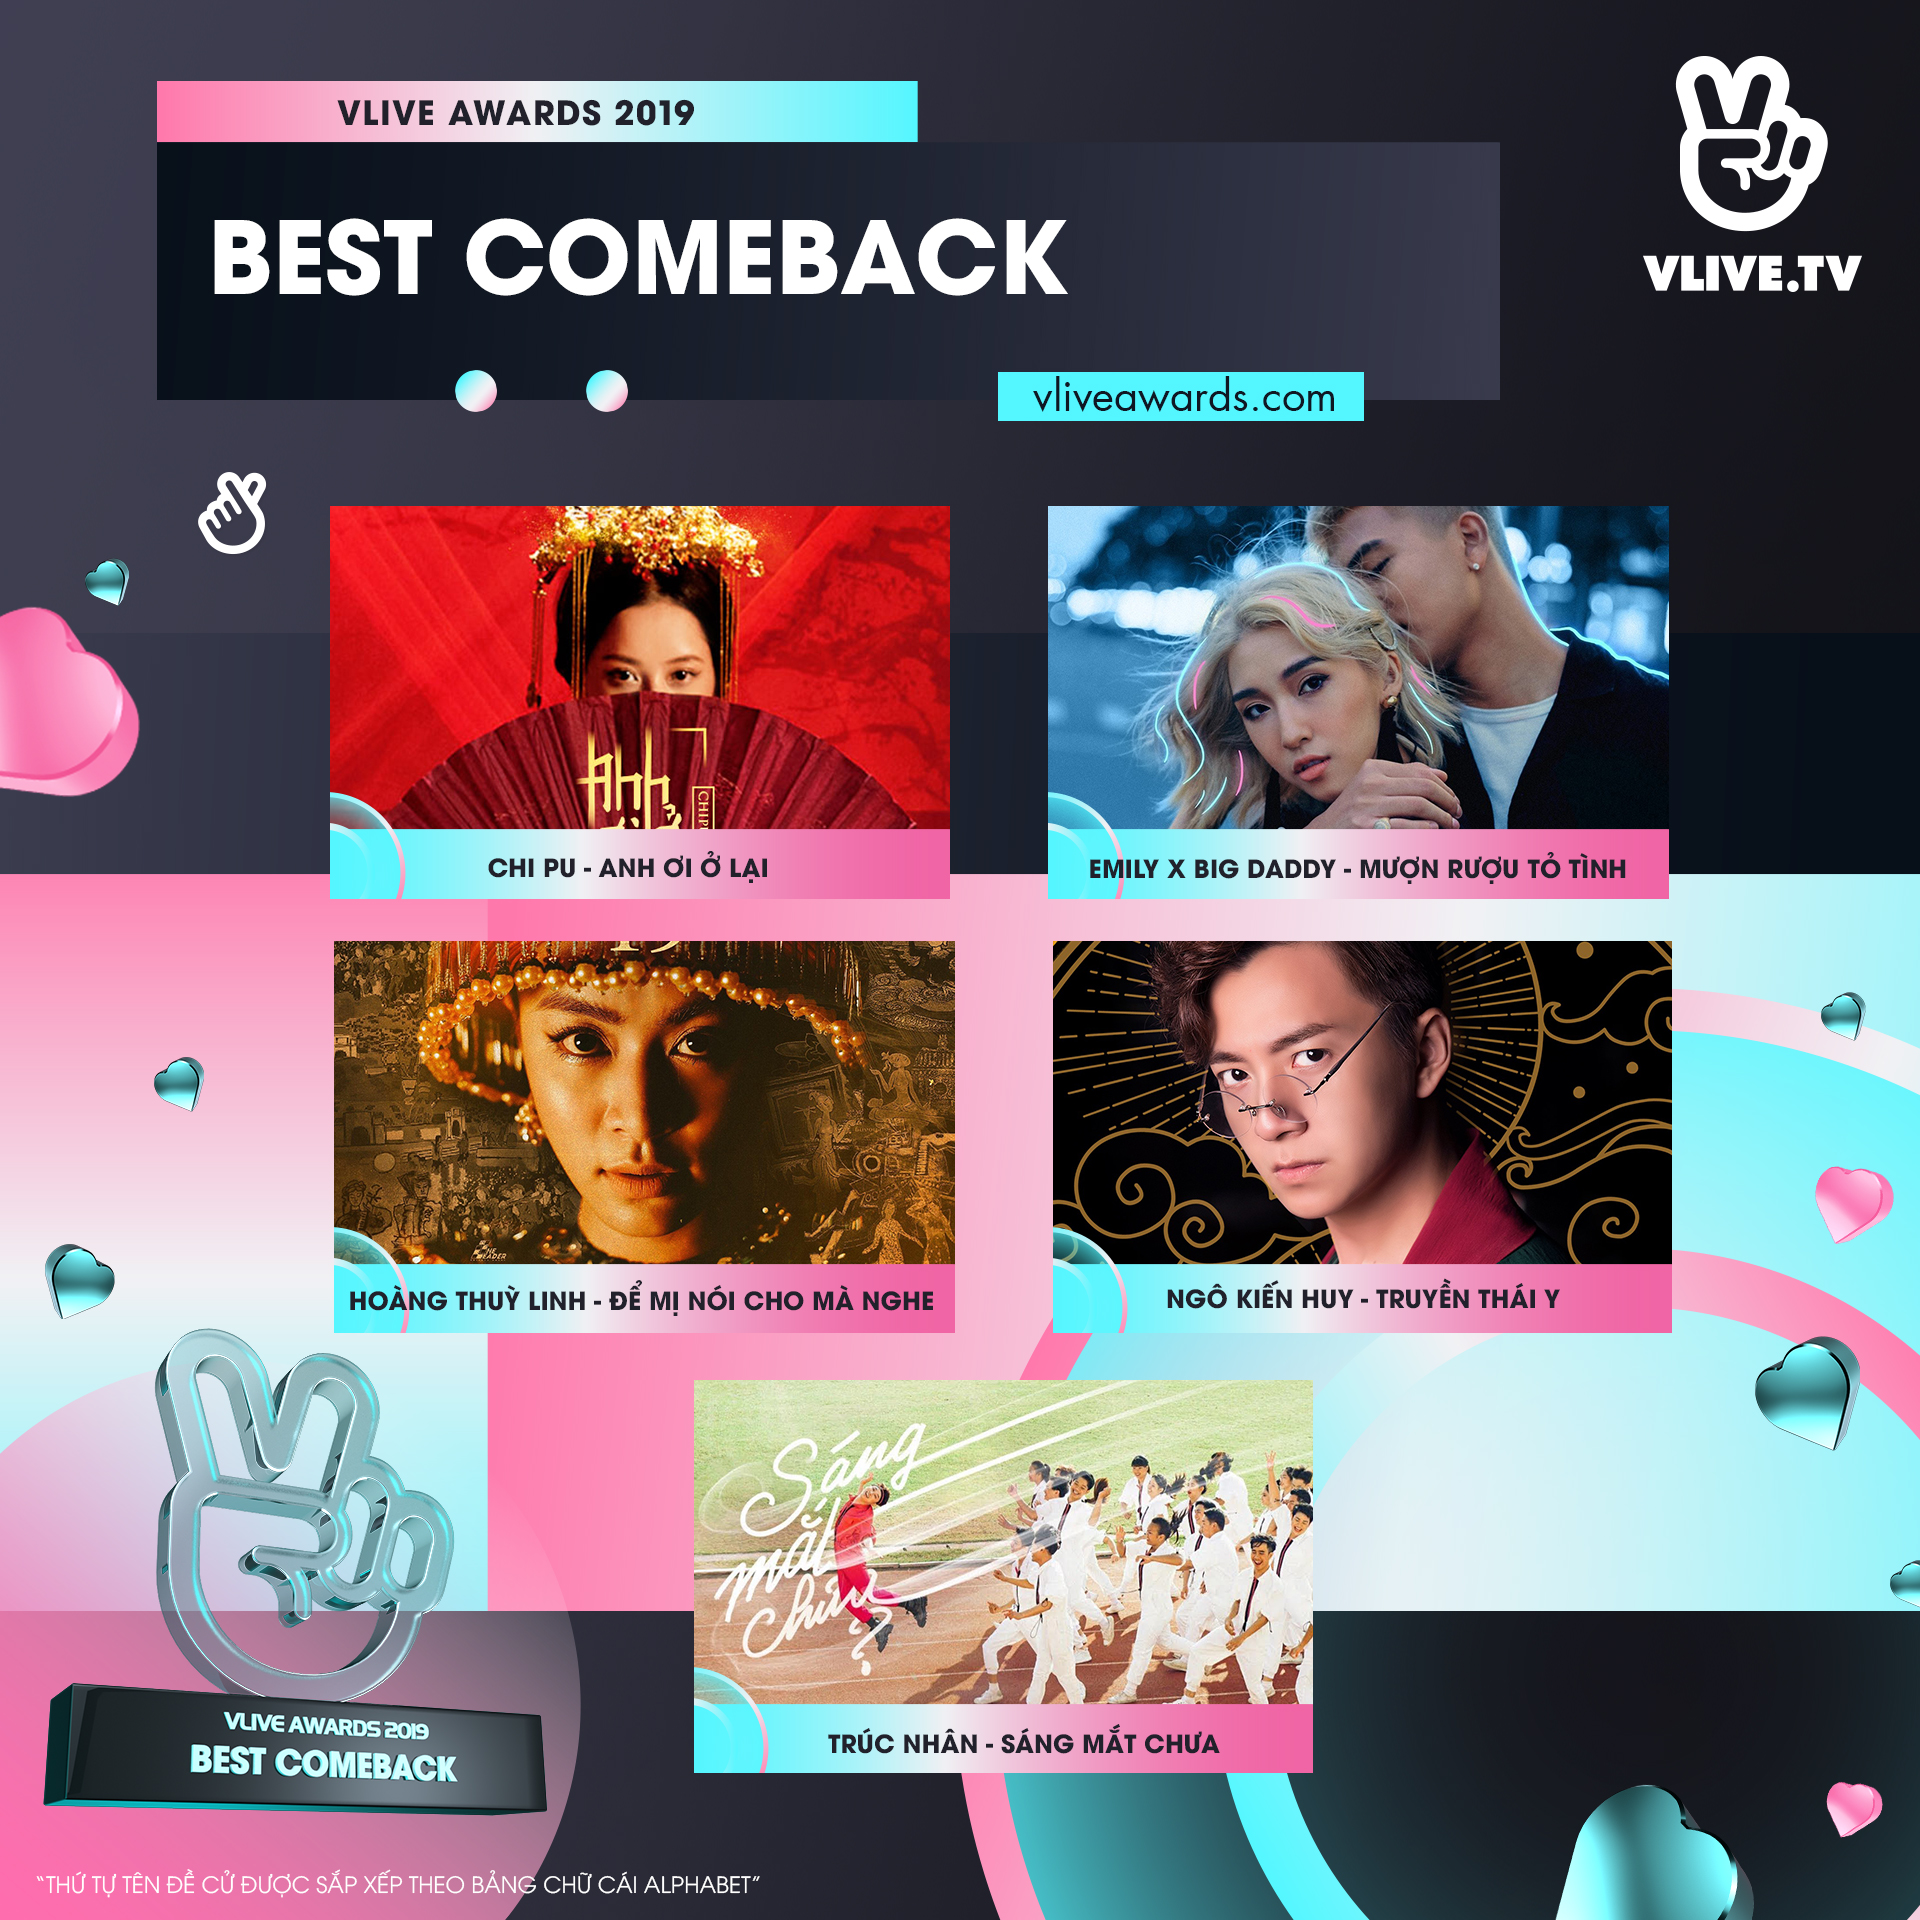 VLIVE AWARDS 2019
BEST COMEBACK
VLIVE.TV
vliveawards.com
Anh
CHI PU - ANH ƠI Ở LẠI
EMILY X BIG DADDY - MƯỢN RƯỢU TỎ TÌNH
HOÀNG THUỲ LINH - ĐỂ MỊ NÓI CHO MÀ NGHE
NGÔ KIẾN HUY - TRUYỀN THÁI Y
Sáng
mắt
chưa?
TRÚC NHÂN - SÁNG MẮT CHƯA
VLIVE AWARDS 2019
BEST COMEBACK
“THỨ TỰ TÊN ĐỀ CỬ ĐƯỢC SẮP XẾP THEO BẢNG CHỮ CÁI ALPHABET”